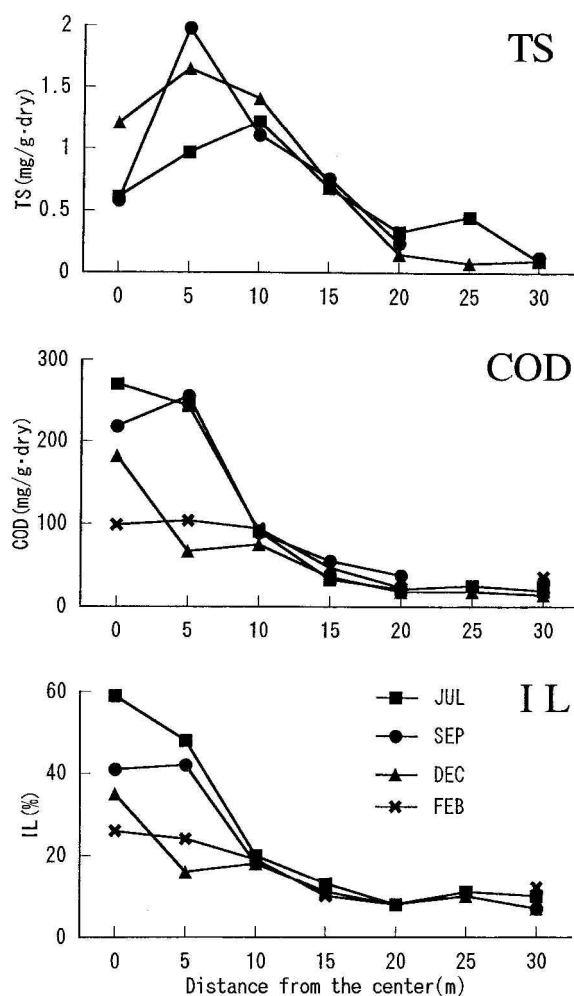 TS
2
1.5
1
0.5
0
TS(mg/g·dry)
0 5 10 15 20 25 30
COD
300
200
100
0
COD(mg/g·dry)
0 5 10 15 20 25 30
IL
60
40
20
0
IL(%)
JUL
SEP
DEC
FEB
0 5 10 15 20 25 30
Distance from the center(m)